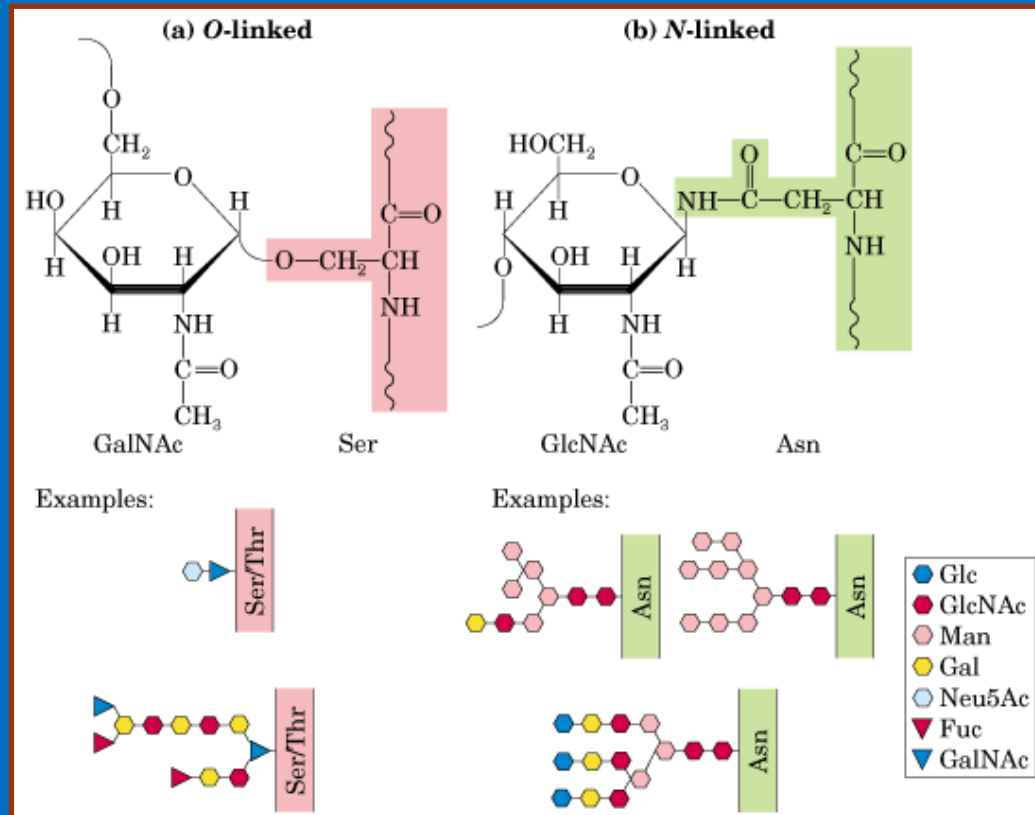 (a) O-linked
(b) N-linked
O
CH₂
O
H
HO
H
H
OH
H
H
H
NH
C=O
CH₃
O—CH₂—CH
C=O
NH
HOCH₂
O
H
H
O
OH
H
H
H
NH
C=O
CH₃
NH—C—CH₂—CH
O
C=O
NH
GalNAc
Ser
GlcNAc
Asn
Examples:
Examples:
Ser/Thr
Asn
Asn
Ser/Thr
Asn
Glc
GlcNAc
Man
Gal
Neu5Ac
Fuc
GalNAc